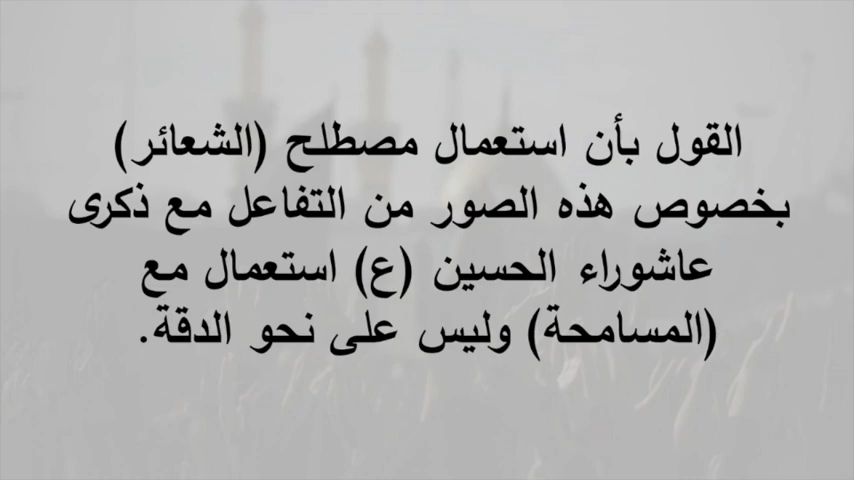 القول بأن استعمال مصطلح (الشعائر)
بخصوص هذه الصور من التفاعل مع ذكرى
عاشوراء الحسين (ع) استعمال مع
(المسامحة) وليس على نحو الدقة.